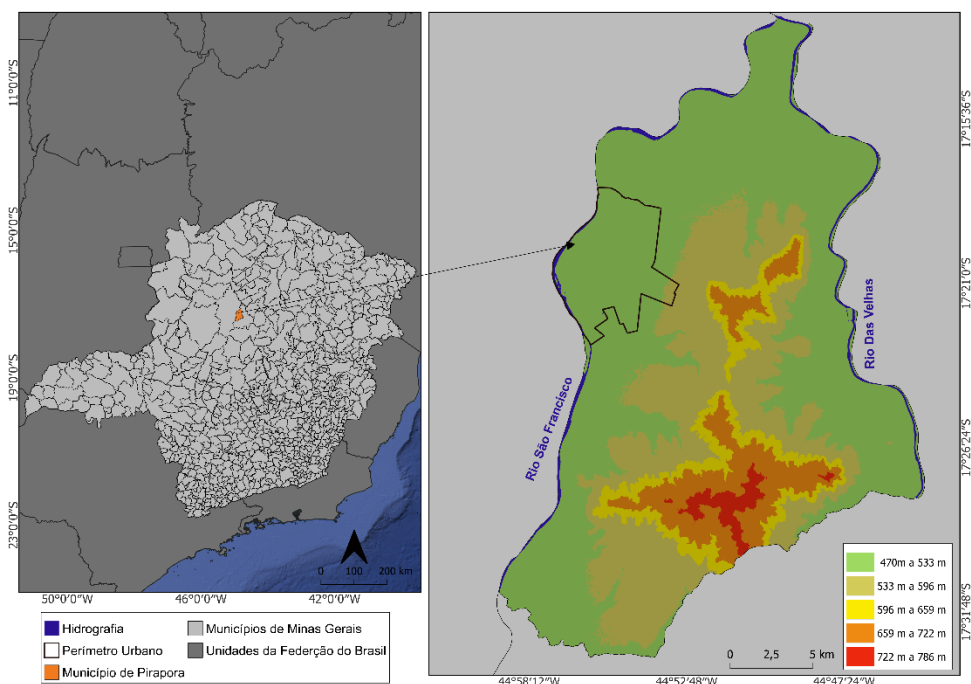 11°0'0"S
15°0'0"S
19°0'0"S
23°0'0"S
50°0'0"W
46°0'0"W
42°0'0"W
0 100 200 km
Hidrografia
Perímetro Urbano
Município de Pirapora
Municípios de Minas Gerais
Unidades da Federção do Brasil
Rio São Francisco
Rio Das Velhas
17°15'36"S
17°21'0"S
17°26'24"S
17°31'48"S
44°58'12"W
44°52'48"W
44°47'24"W
0 2,5 5 km
470m a 533 m
533 m a 596 m
596 m a 659 m
659 m a 722 m
722 m a 786 m